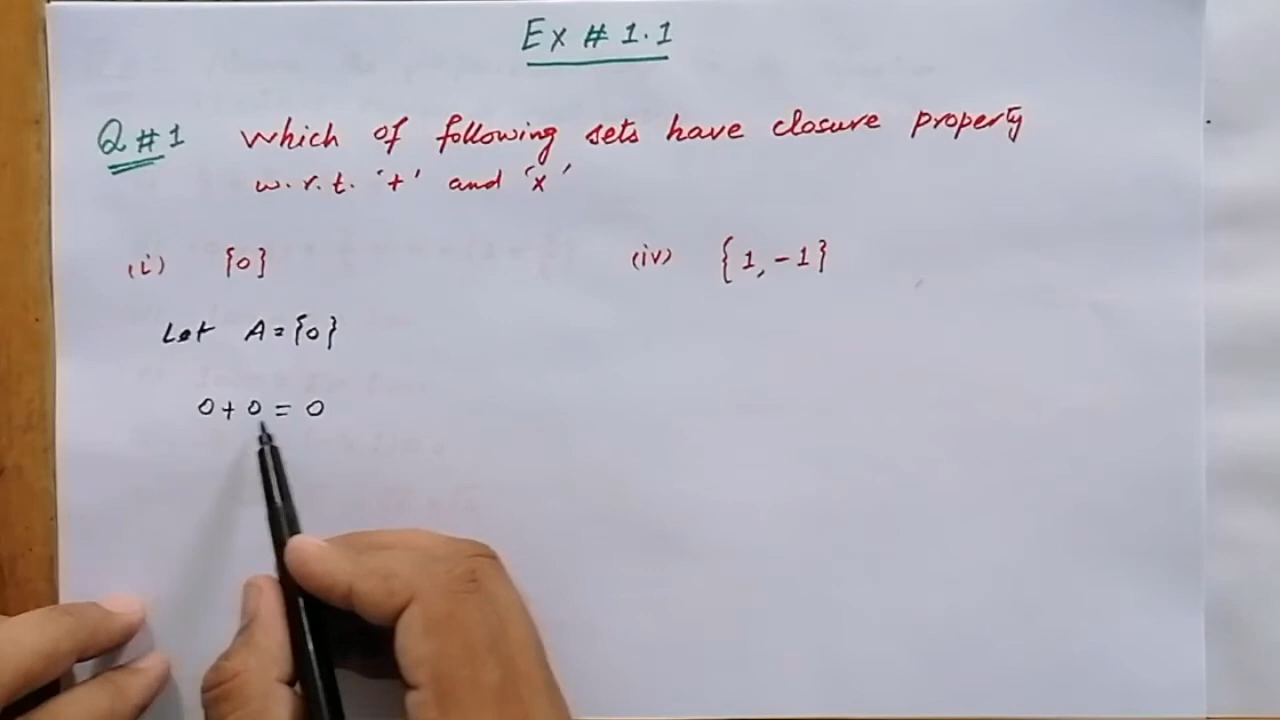 Ex # 1.1
Q #1 which of following sets have closure property
w.r.t. '+' and 'x'
(i) {0}
(iv) {1, -1}
Let A = {0}
0 + 0 = 0